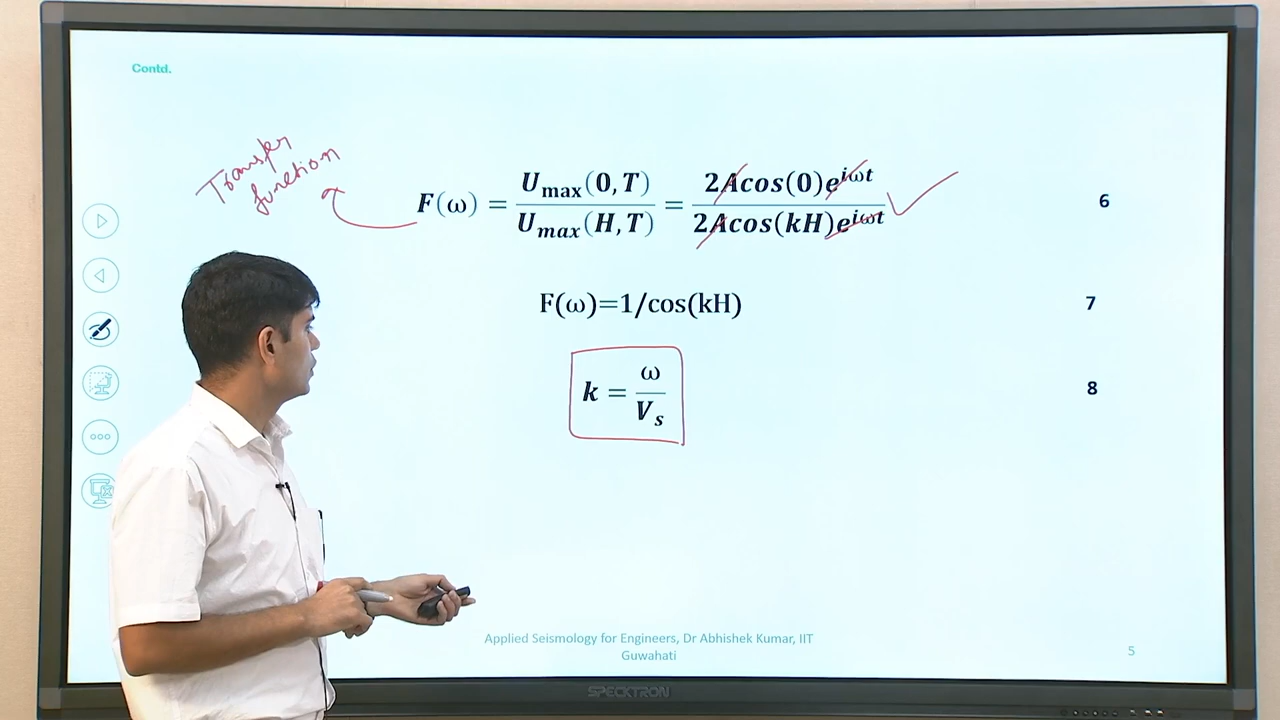 Contd.
Transfer
function
F(ω) = U_max(0, T) / U_max(H, T) = 2Acos(0)e^{iωt} / 2Acos(kH)e^{iωt}
6
F(ω)=1/cos(kH)
7
k = ω / V_s
8
Applied Seismology for Engineers, Dr Abhishek Kumar, IIT
Guwahati
5
SPECKTRON